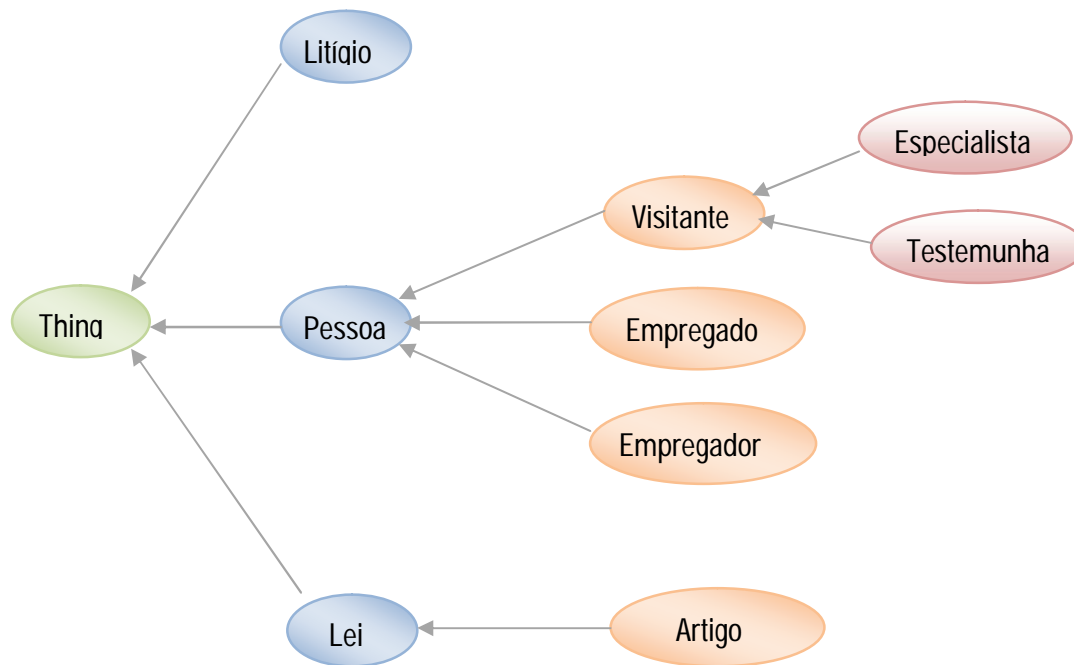 Litígio
Especialista
Visitante
Testemunha
Thing
Pessoa
Empregado
Empregador
Lei
Artigo